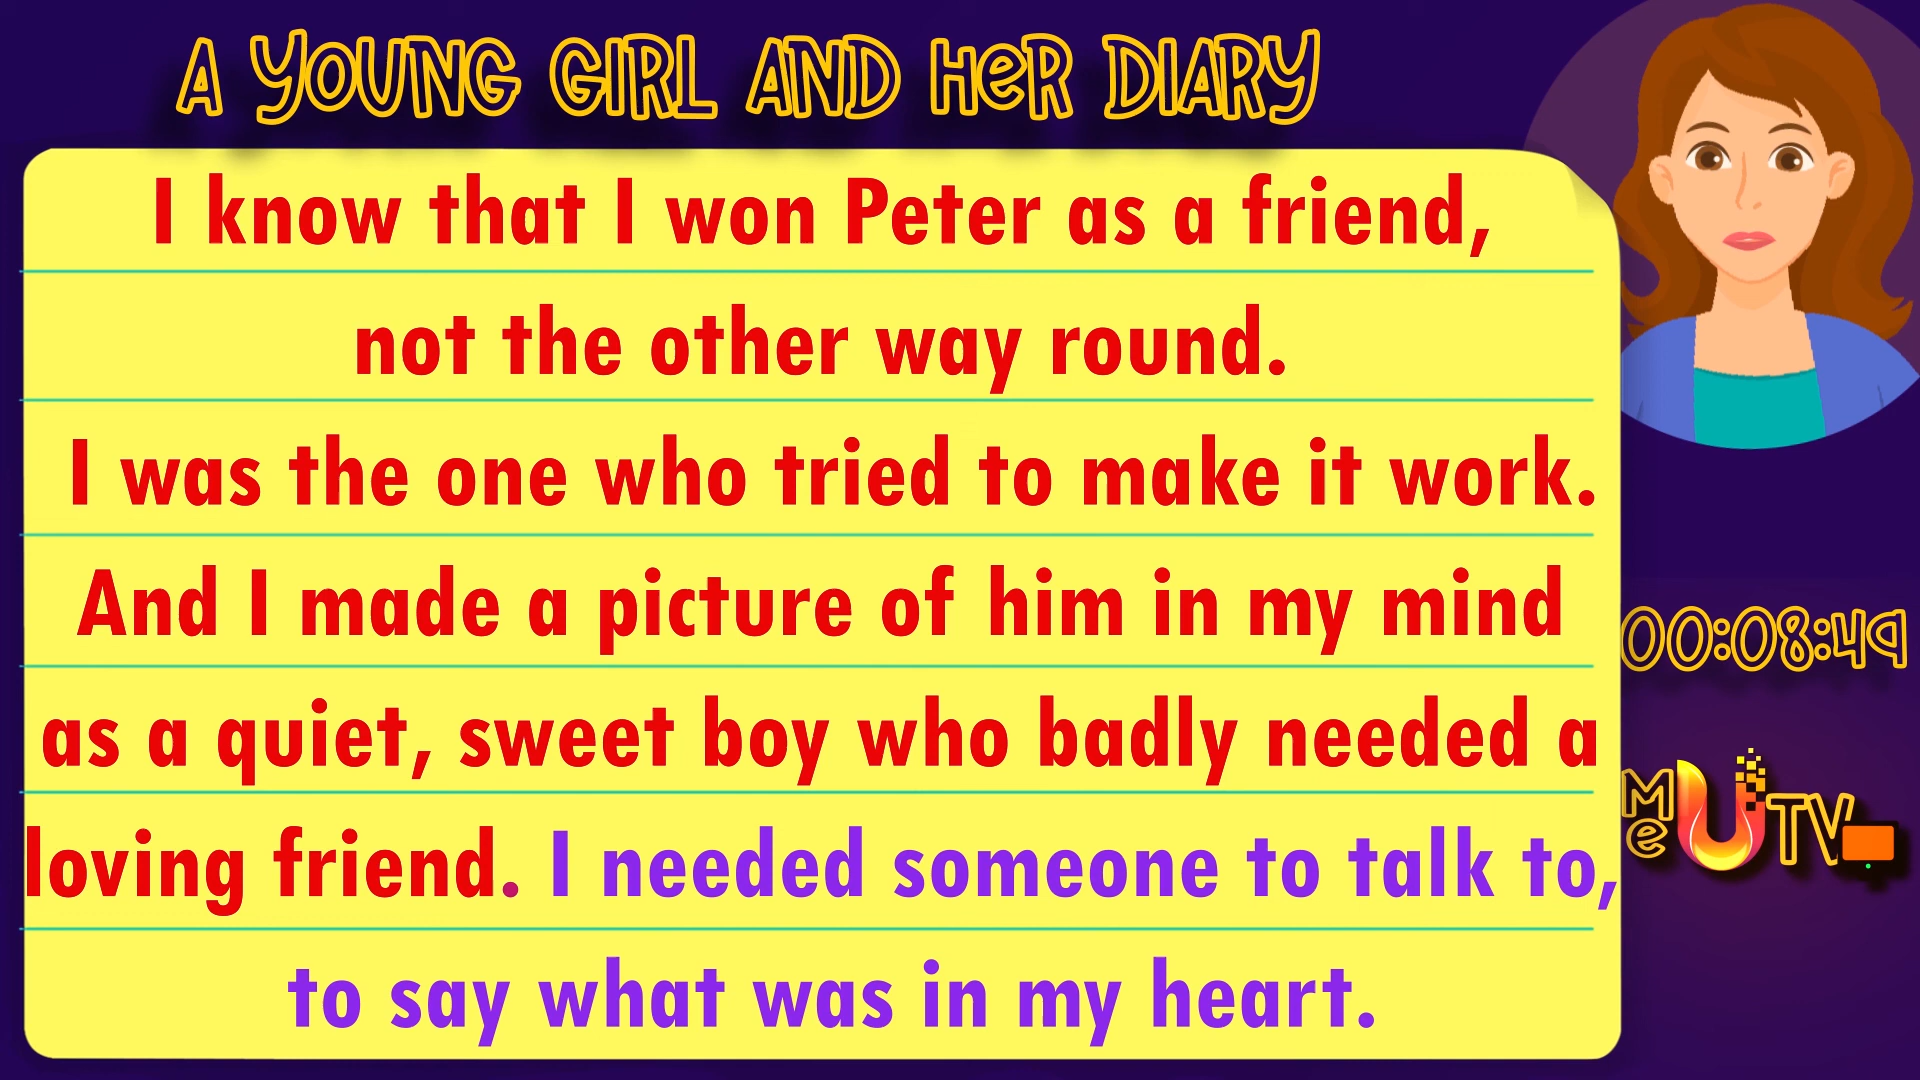 A YOUNG GIRL AND HeR DIARY
I know that I won Peter as a friend,
not the other way round.
I was the one who tried to make it work.
And I made a picture of him in my mind
as a quiet, sweet boy who badly needed a
loving friend. I needed someone to talk to,
to say what was in my heart.
00:08:49
Me U TV